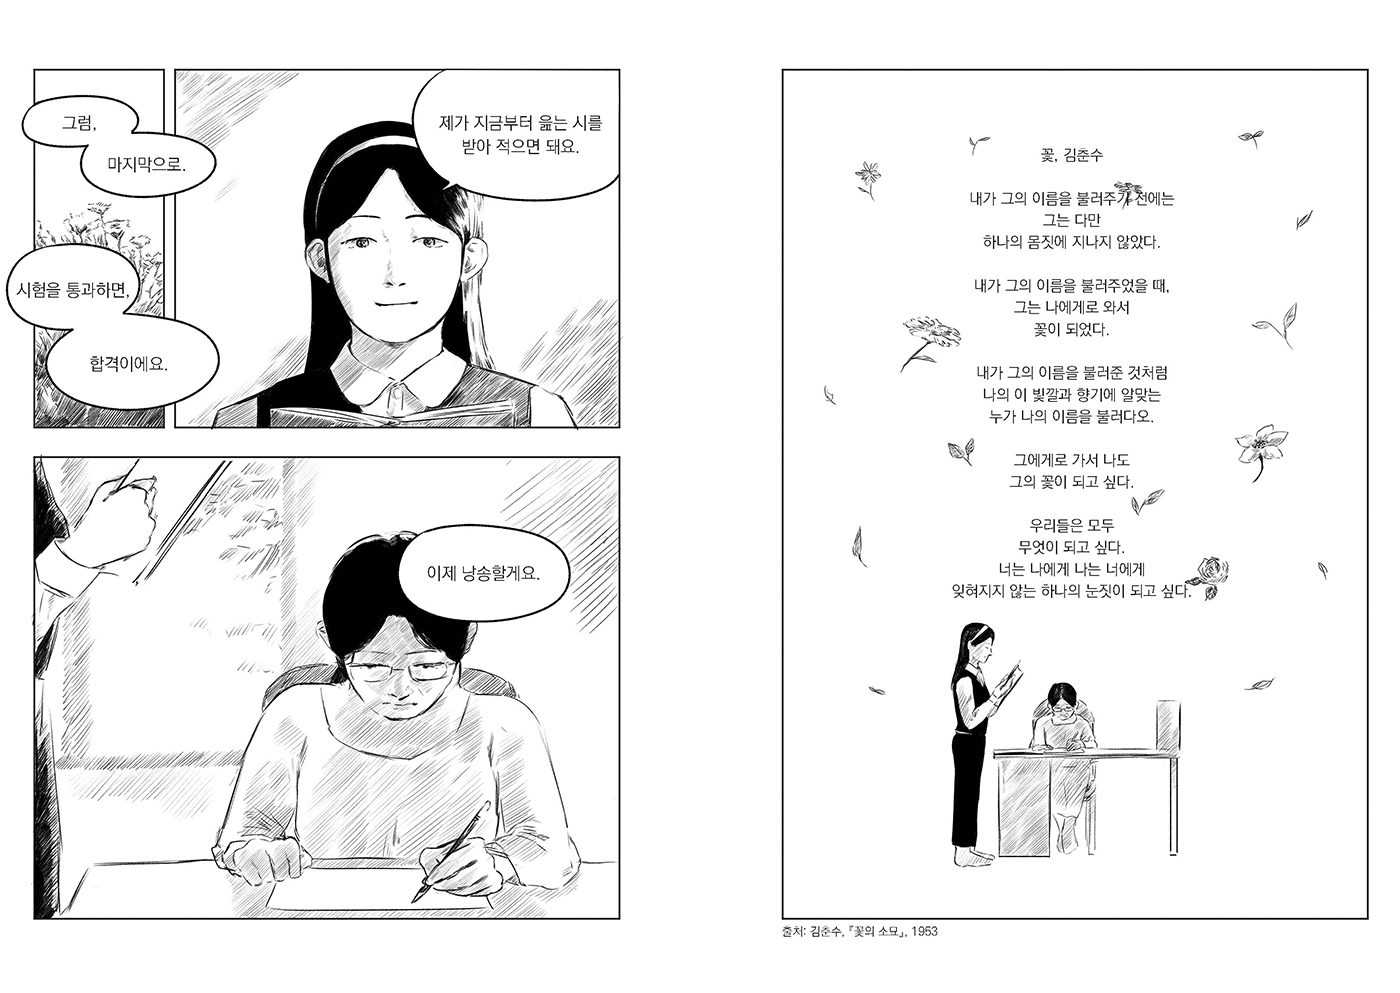 그럼,
마지막으로.
시험을 통과하면,
합격이에요.
제가 지금부터 읊는 시를
받아 적으면 돼요.
이제 낭송할게요.
꽃, 김춘수
내가 그의 이름을 불러주기 전에는
그는 다만
하나의 몸짓에 지나지 않았다.
내가 그의 이름을 불러주었을 때,
그는 나에게로 와서
꽃이 되었다.
내가 그의 이름을 불러준 것처럼
나의 이 빛깔과 향기에 알맞는
누가 나의 이름을 불러다오.
그에게로 가서 나도
그의 꽃이 되고 싶다.
우리들은 모두
무엇이 되고 싶다.
너는 나에게 나는 너에게
잊혀지지 않는 하나의 눈짓이 되고 싶다.
출처: 김춘수, 『꽃의 소묘』, 1953